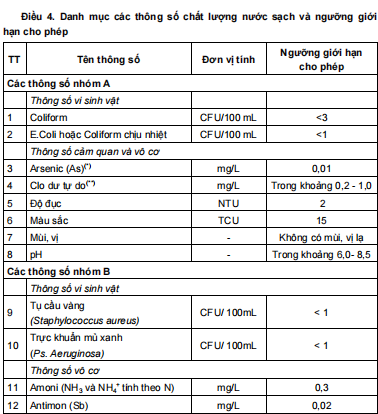 Điều 4. Danh mục các thông số chất lượng nước sạch và ngưỡng giới
hạn cho phép
TT Tên thông số Đơn vị tính Ngưỡng giới hạn
cho phép
Các thông số nhóm A
Thông số vi sinh vật
1 Coliform CFU/100 mL <3
2 E.Coli hoặc Coliform chịu nhiệt CFU/100 mL <1
Thông số cảm quan và vô cơ
3 Arsenic (As)(*) mg/L 0,01
4 Clo dư tự do(**) mg/L Trong khoảng 0,2 - 1,0
5 Độ đục NTU 2
6 Màu sắc TCU 15
7 Mùi, vị - Không có mùi, vị lạ
8 pH - Trong khoảng 6,0- 8,5
Các thông số nhóm B
Thông số vi sinh vật
9 Tụ cầu vàng
(Staphylococcus aureus) CFU/ 100mL < 1
10 Trực khuẩn mủ xanh
(Ps. Aeruginosa) CFU/ 100mL < 1
Thông số vô cơ
11 Amoni (NH3 và NH4+ tính theo N) mg/L 0,3
12 Antimon (Sb) mg/L 0,02